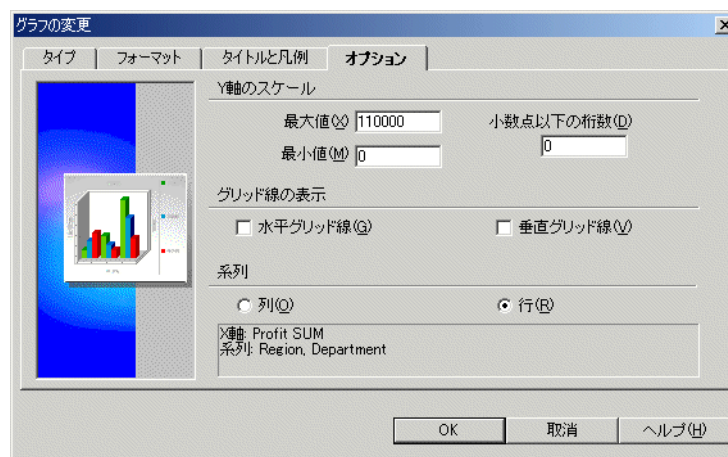 グラフの変更
タイプ フォーマット タイトルと凡例 オプション
Y軸のスケール
最大値(X) 110000 小数点以下の桁数(D)
最小値(M) 0 0
グリッド線の表示
水平グリッド線(G) 垂直グリッド線(V)
系列
列(O) 行(R)
X軸: Profit SUM
系列: Region, Department
OK 取消 ヘルプ(H)